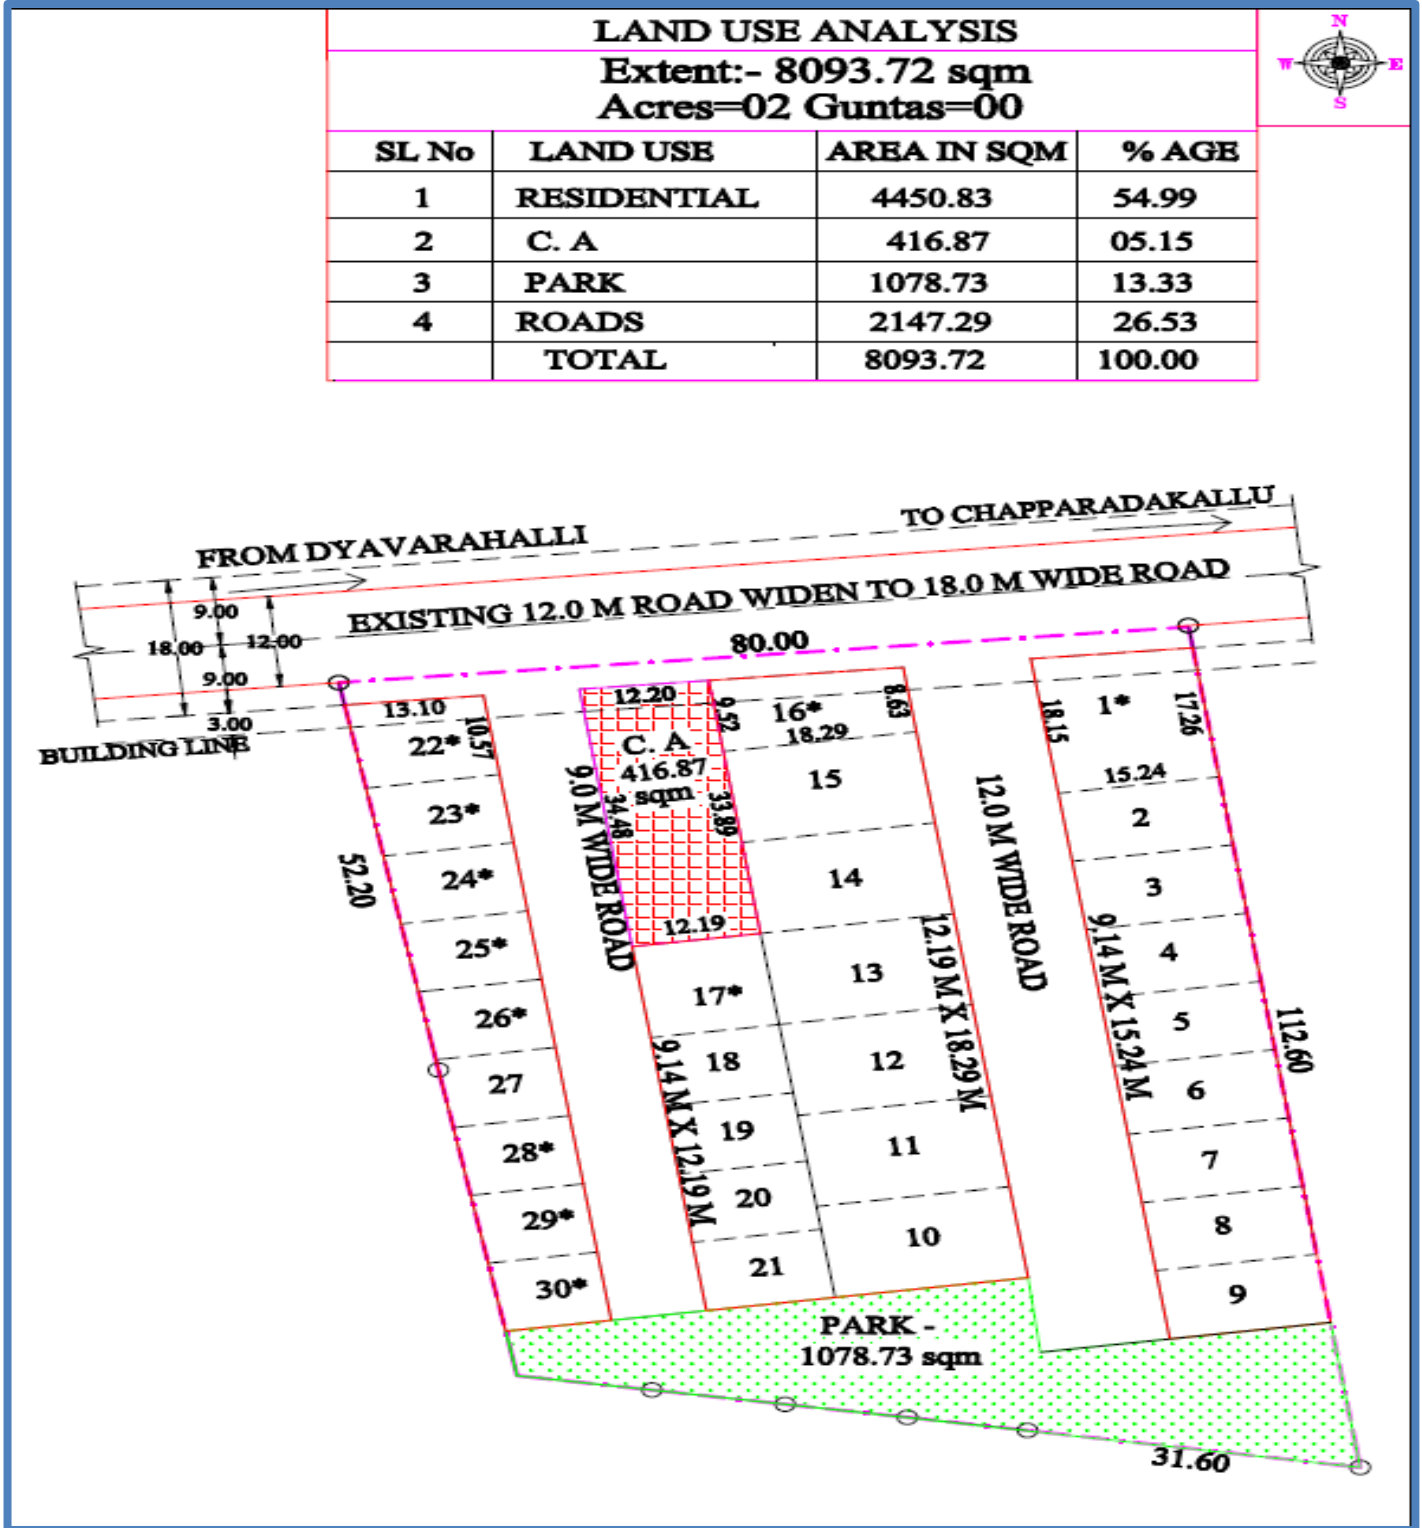 LAND USE ANALYSIS
Extent:- 8093.72 sqm
Acres=02 Guntas=00
N
W E
S
SL No LAND USE AREA IN SQM % AGE
1 RESIDENTIAL 4450.83 54.99
2 C. A 416.87 05.15
3 PARK 1078.73 13.33
4 ROADS 2147.29 26.53
TOTAL 8093.72 100.00
TO CHAPPARADAKALLU
FROM DYAVARAHALLI
EXISTING 12.0 M ROAD WIDEN TO 18.0 M WIDE ROAD
9.00
18.00
12.00
9.00
3.00
BUILDING LINE
80.00
13.10
10.57
22*
23*
24*
25*
26*
27
28*
29*
30*
52.20
9.0 M WIDE ROAD
12.20
C. A
416.87
sqm
34.48
33.89
12.19
9.52
16*
8.63
18.29
15
14
13
12
11
10
17*
18
19
20
21
9.14 M X 12.19 M
12.19 M X 18.29 M
12.0 M WIDE ROAD
18.15
1*
17.26
15.24
2
3
4
5
6
7
8
9
9.14 M X 15.24 M
112.60
PARK -
1078.73 sqm
31.60